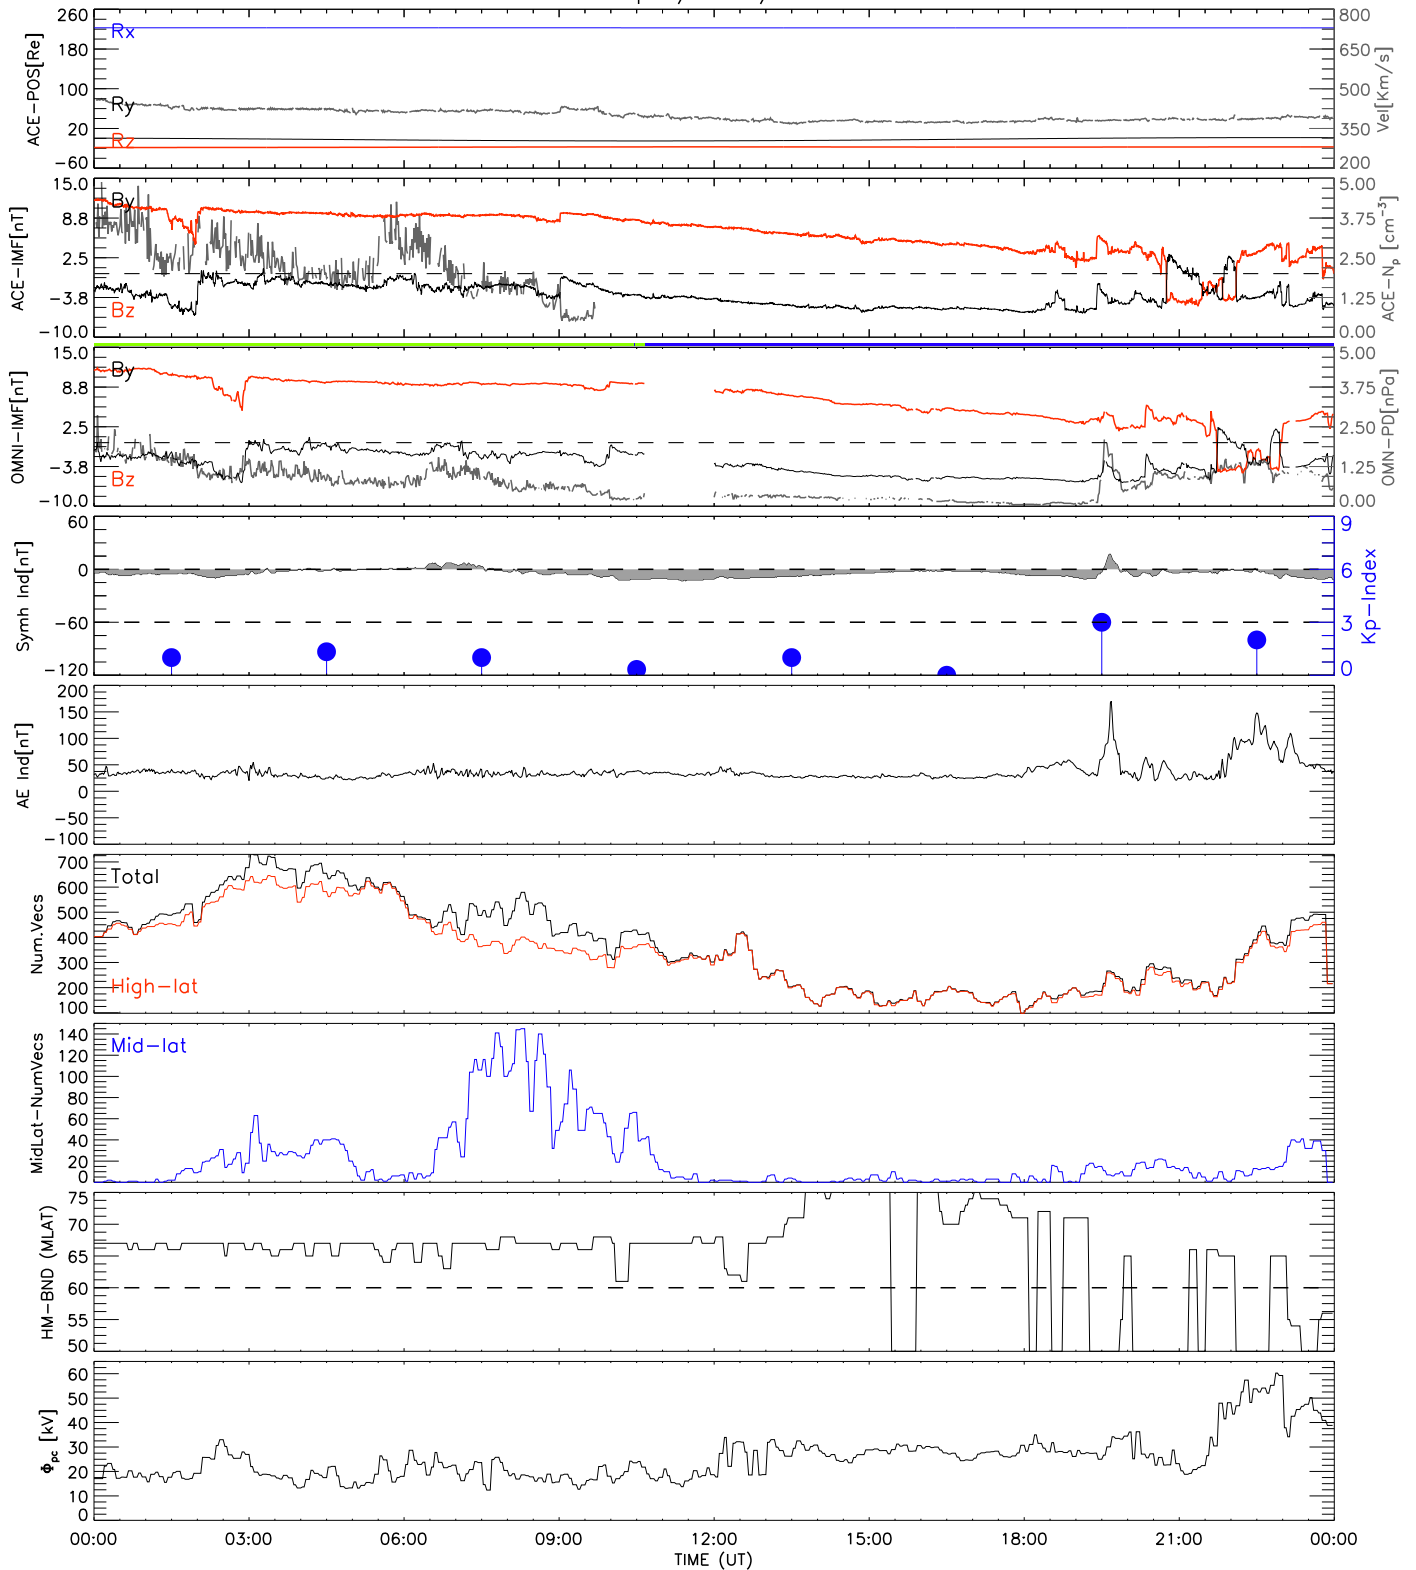 260
180
100
20
−60
ACE−POS[Re]
Rx
Ry
Rz
800
650
500
350
200
Vel[Km/s]
15.0
8.8
2.5
−5.8
−10.0
ACE−IMF[nT]
By
Bz
5.00
3.75
2.50
1.25
0.00
ACE−Np [cm⁻³]
15.0
8.8
2.5
−5.8
−10.0
OMNI−IMF[nT]
By
Bz
5.00
3.75
2.50
1.25
0.00
OMN−PD[nPa]
60
0
−60
−120
Symh Ind[nT]
9
6
3
0
Kp−Index
200
150
100
50
0
−50
−100
AE Ind[nT]
700
600
500
400
300
200
100
Num.Vecs
Total
High−lat
140
120
100
80
60
40
20
0
MidLat−NumVecs
Mid−lat
75
70
65
60
55
50
HM−BND (MLAT)
60
50
40
30
20
10
0
Φpc [kV]
00:00 03:00 06:00 09:00 12:00 15:00 18:00 21:00 00:00
TIME (UT)